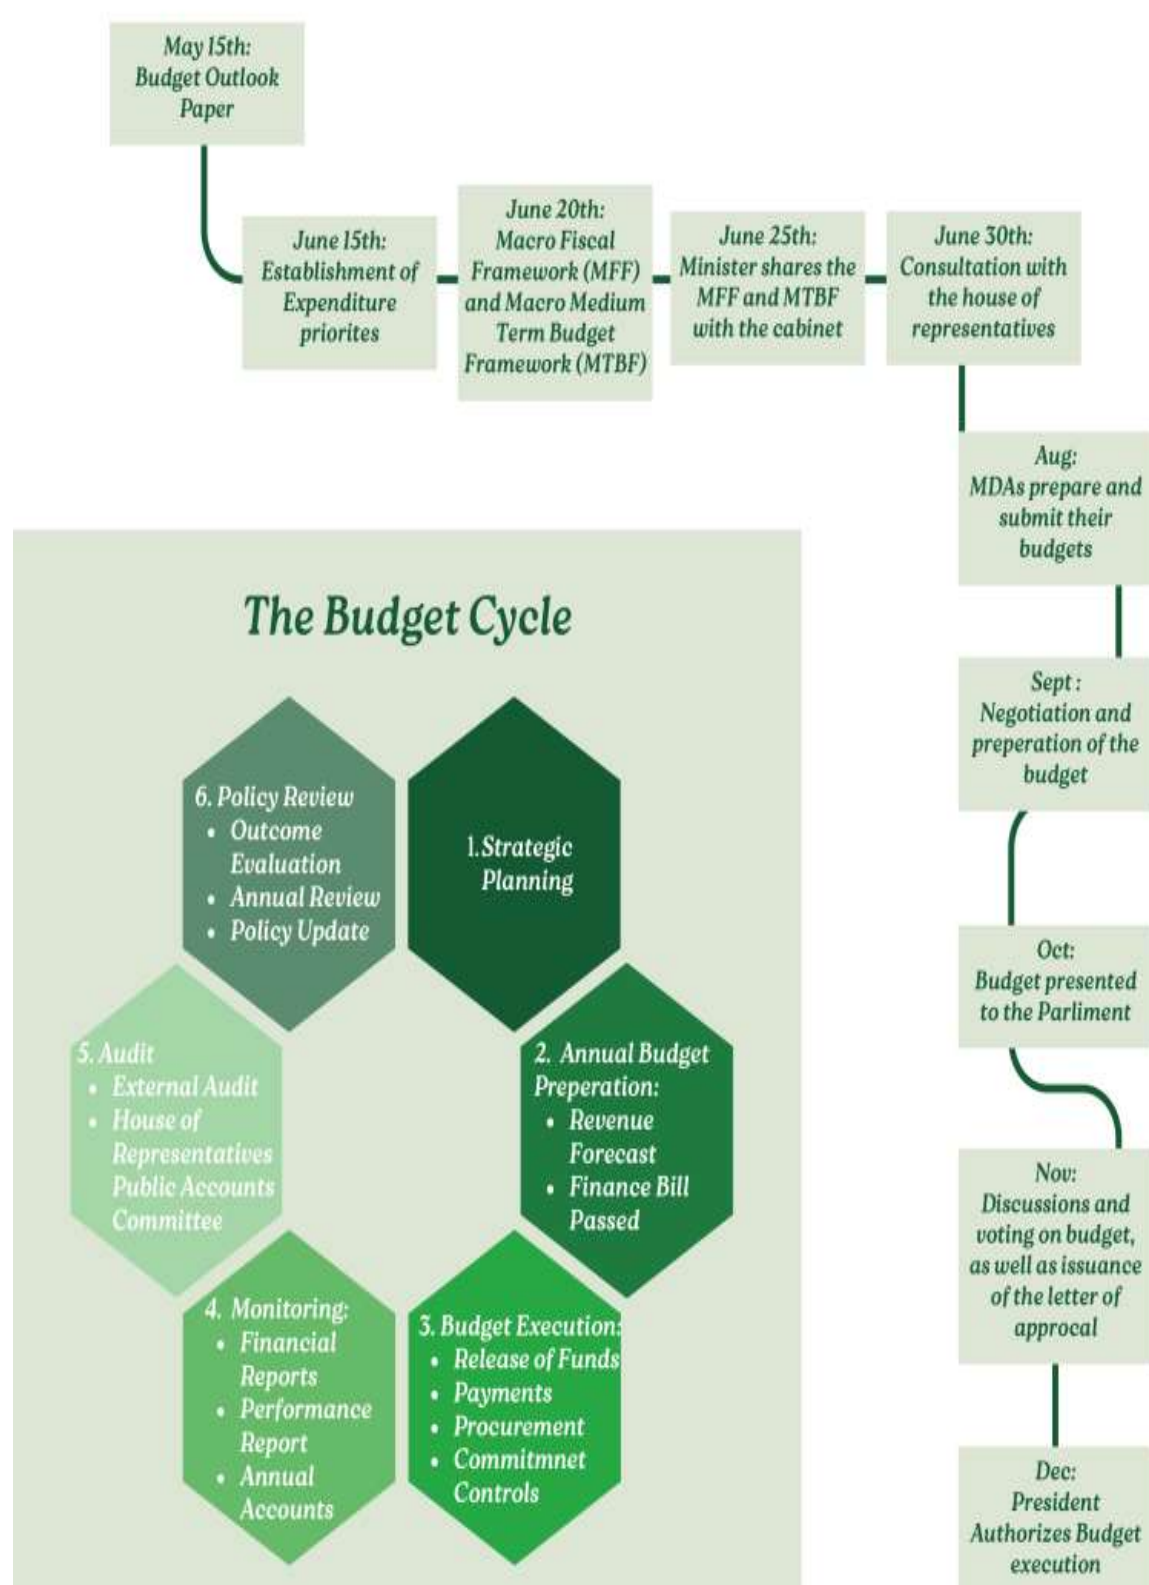 May 15th:
Budget Outlook
Paper
June 15th:
Establishment of
Expenditure
priorites
June 20th:
Macro Fiscal
Framework (MFF)
and Macro Medium
Term Budget
Framework (MTBF)
June 25th:
Minister shares the
MFF and MTBF
with the cabinet
June 30th:
Consultation with
the house of
representatives
Aug:
MDAs prepare and
submit their
budgets
Sept :
Negotiation and
preperation of the
budget
Oct:
Budget presented
to the Parliment
Nov:
Discussions and
voting on budget,
as well as issuance
of the letter of
approcal
Dec:
President
Authorizes Budget
execution
The Budget Cycle
1.Strategic
Planning
2. Annual Budget
Preperation:
• Revenue
Forecast
• Finance Bill
Passed
3. Budget Execution:
• Release of Funds
• Payments
• Procurement
• Commitmnet
Controls
4. Monitoring:
• Financial
Reports
• Performance
Report
• Annual
Accounts
5. Audit
• External Audit
• House of
Representatives
Public Accounts
Committee
6. Policy Review
• Outcome
Evaluation
• Annual Review
• Policy Update